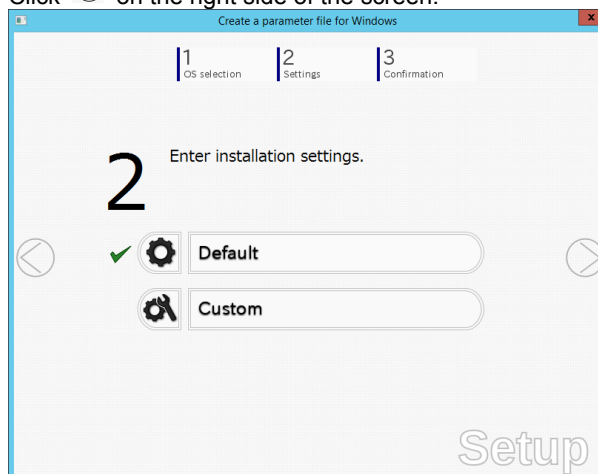 Click on the right side of the screen.
Create a parameter file for Windows
x
1
OS selection
2
Settings
3
Confirmation
2
Enter installation settings.
Default
Custom
Setup